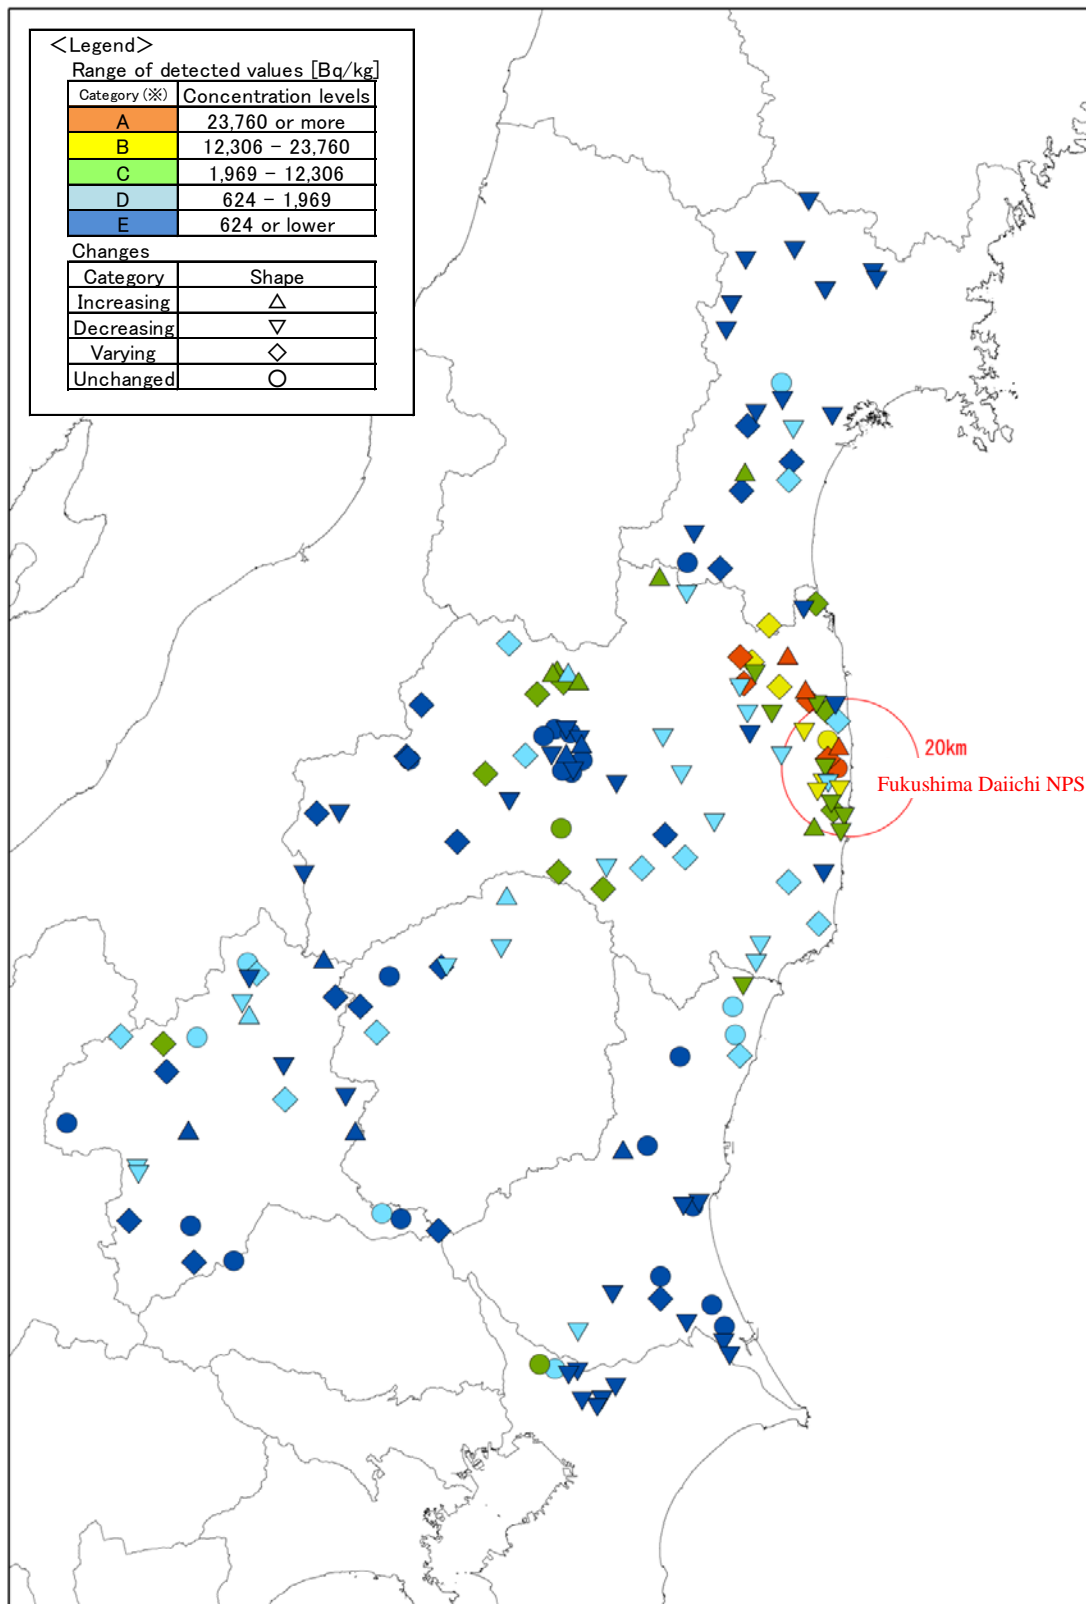 <Legend>
Range of detected values [Bq/kg]
Category (※) Concentration levels
A 23,760 or more
B 12,306 - 23,760
C 1,969 - 12,306
D 624 - 1,969
E 624 or lower
Changes
Category Shape
Increasing △
Decreasing ▽
Varying ◇
Unchanged ○
20km
Fukushima Daiichi NPS